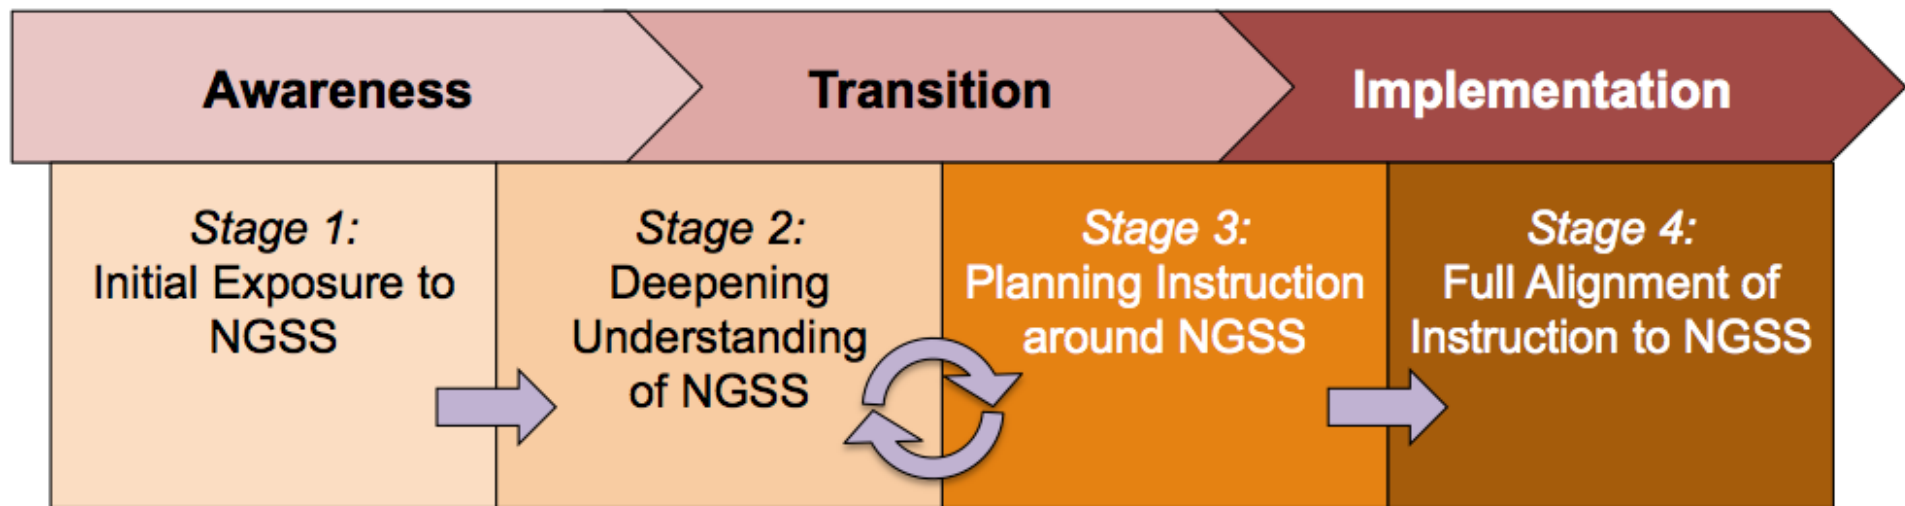 Awareness
Transition
Implementation
Stage 1:
Initial Exposure to
NGSS
Stage 2:
Deepening
Understanding
of NGSS
Stage 3:
Planning Instruction
around NGSS
Stage 4:
Full Alignment of
Instruction to NGSS